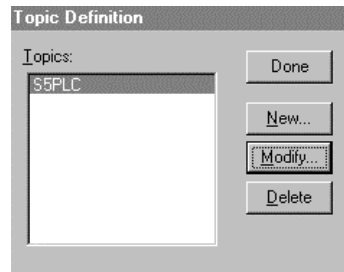 Topic Definition
Topics:
S5PLC
Done
New...
Modify...
Delete